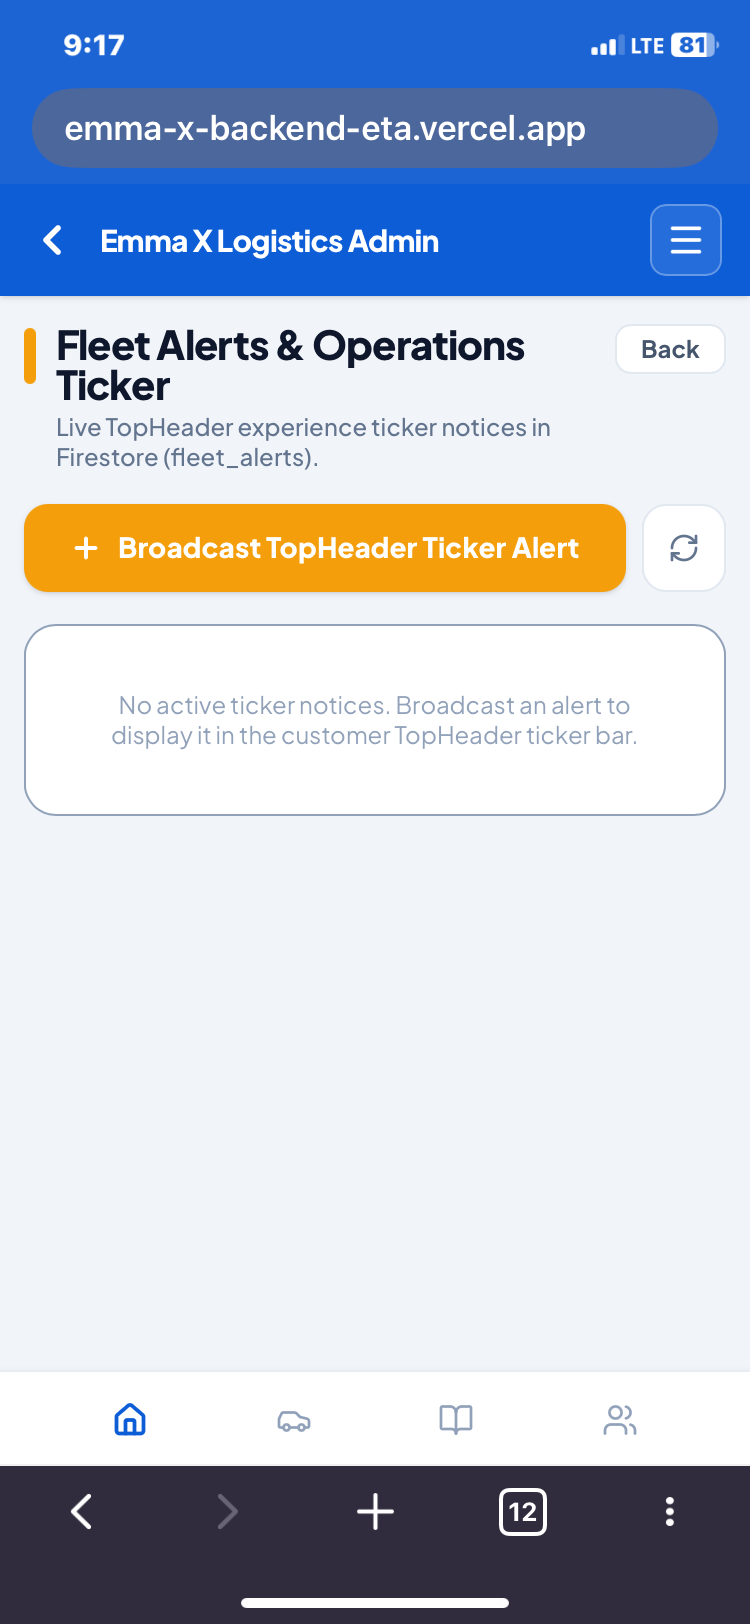 9:17
LTE 81
emma-x-backend-eta.vercel.app
Emma X Logistics Admin
Fleet Alerts & Operations
Ticker
Back
Live TopHeader experience ticker notices in
Firestore (fleet_alerts).
+ Broadcast TopHeader Ticker Alert
No active ticker notices. Broadcast an alert to
display it in the customer TopHeader ticker bar.
12